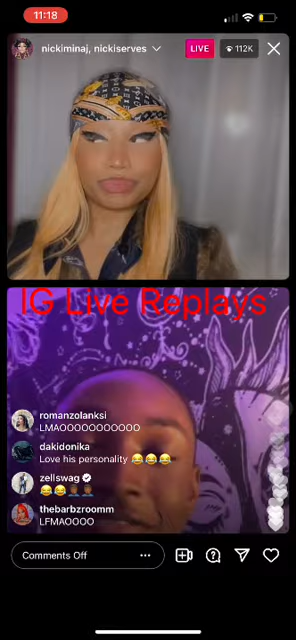 11:18
nickiminaj, nickiserves
LIVE
112K
IG Live Replays
romanzolanksi
LMAOOOOOOOOOOO
dakidonika
Love his personality 😂😂😂
zellswag
😂😂🤦🏾‍♂️🤦🏾‍♂️
thebarbzroomm
LFMAOOOO
Comments Off